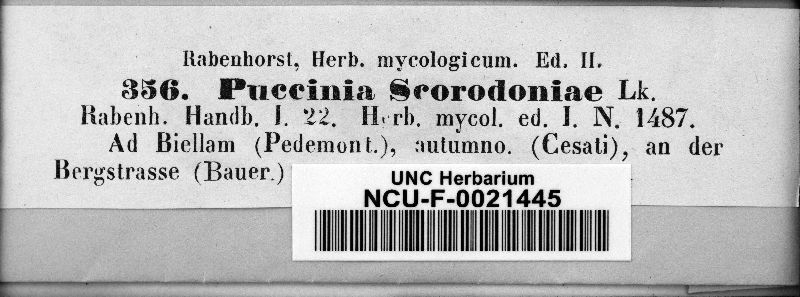 Rabenhorst, Herb. mycologicum. Ed. II.
356. Puccinia Scorodoniae Lk.
Rabenh. Handb. I. 22. Herb. mycol. ed. I. N. 1487.
Ad Biellam (Pedemont.), autumno. (Cesati), an der
Bergstrasse (Bauer.)
UNC Herbarium
NCU-F-0021445